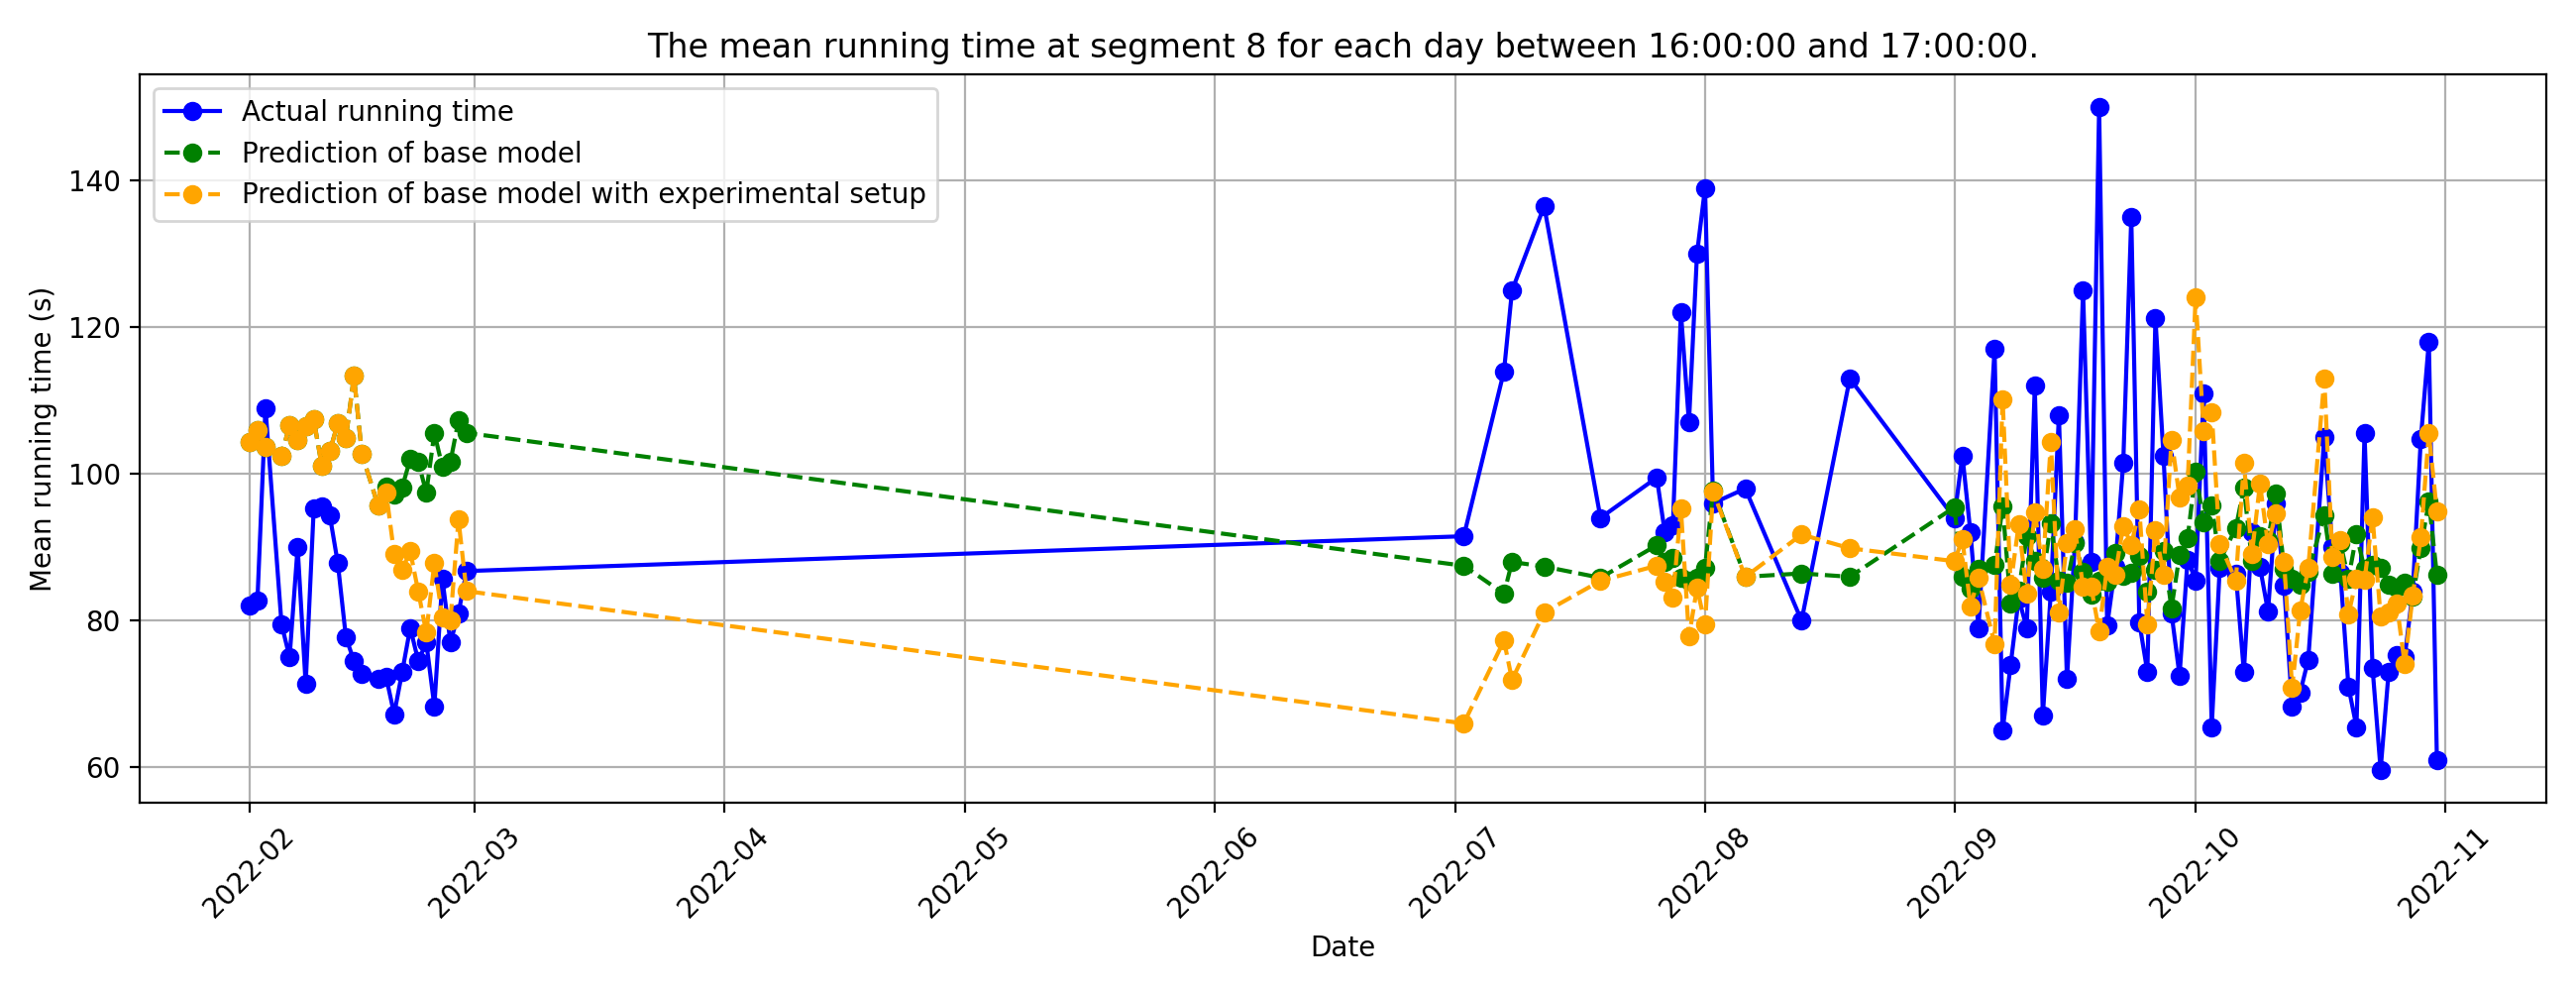 The mean running time at segment 8 for each day between 16:00:00 and 17:00:00.
Actual running time
Prediction of base model
Prediction of base model with experimental setup
Mean running time (s)
140
120
100
80
60
2022-02
2022-03
2022-04
2022-05
2022-06
2022-07
2022-08
2022-09
2022-10
2022-11
Date